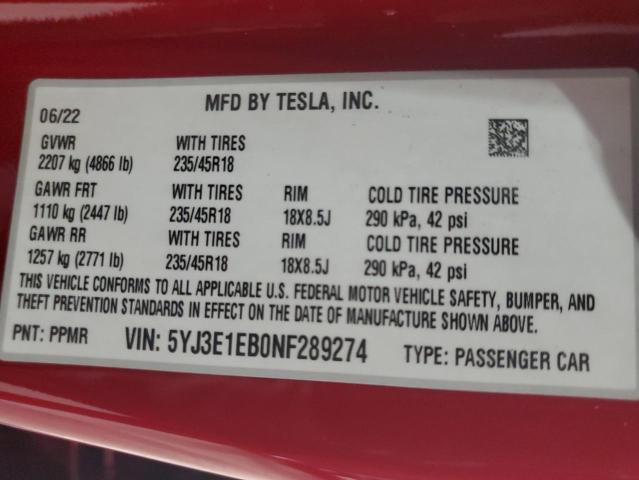 06/22 MFD BY TESLA, INC.
GVWR WITH TIRES
2207 kg (4866 lb) 235/45R18
GAWR FRT WITH TIRES RIM COLD TIRE PRESSURE
1110 kg (2447 lb) 235/45R18 18X8.5J 290 kPa, 42 psi
GAWR RR WITH TIRES RIM COLD TIRE PRESSURE
1257 kg (2771 lb) 235/45R18 18X8.5J 290 kPa, 42 psi
THIS VEHICLE CONFORMS TO ALL APPLICABLE U.S. FEDERAL MOTOR VEHICLE SAFETY, BUMPER, AND
THEFT PREVENTION STANDARDS IN EFFECT ON THE DATE OF MANUFACTURE SHOWN ABOVE.
PNT: PPMR VIN: 5YJ3E1EB0NF289274 TYPE: PASSENGER CAR